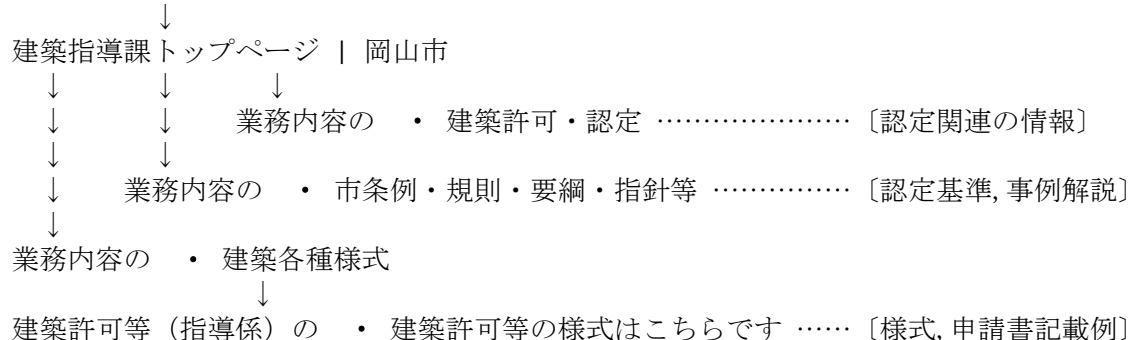 ↓
建築指導課トップページ | 岡山市
↓ ↓ ↓
↓ ↓ 業務内容の ・ 建築許可・認定 ………………… 〔認定関連の情報〕
↓ ↓
↓ 業務内容の ・ 市条例・規則・要綱・指針等 …………… 〔認定基準,事例解説〕
↓
業務内容の ・ 建築各種様式
↓
建築許可等（指導係）の ・ 建築許可等の様式はこちらです …… 〔様式,申請書記載例〕